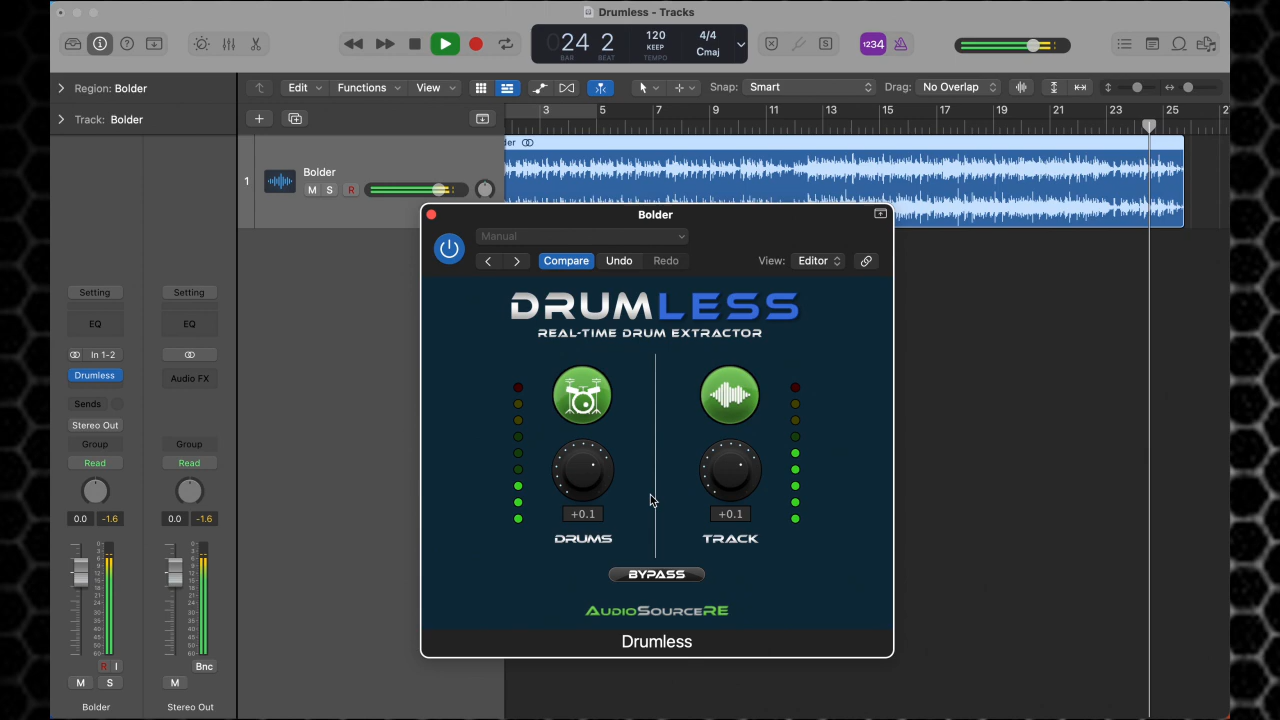 Drumless - Tracks
024 2
BAR BEAT
120
KEEP
TEMPO
4/4
Cmaj
1234
Region: Bolder
Edit Functions View
Snap: Smart
Drag: No Overlap
Track: Bolder
3 5 7 9 11 13 15 17 19 21 23 25 2
der
1
Bolder
M S R
Bolder
Manual
Compare Undo Redo
View: Editor
DRUMLESS
REAL-TIME DRUM EXTRACTOR
+0.1 +0.1
DRUMS TRACK
BYPASS
AUDIOSOURCERE
Drumless
Setting Setting
EQ EQ
In 1-2
Drumless Audio FX
Sends
Stereo Out
Group Group
Read Read
0.0 -1.6 0.0 -1.6
R I Bnc
M S M
Bolder Stereo Out